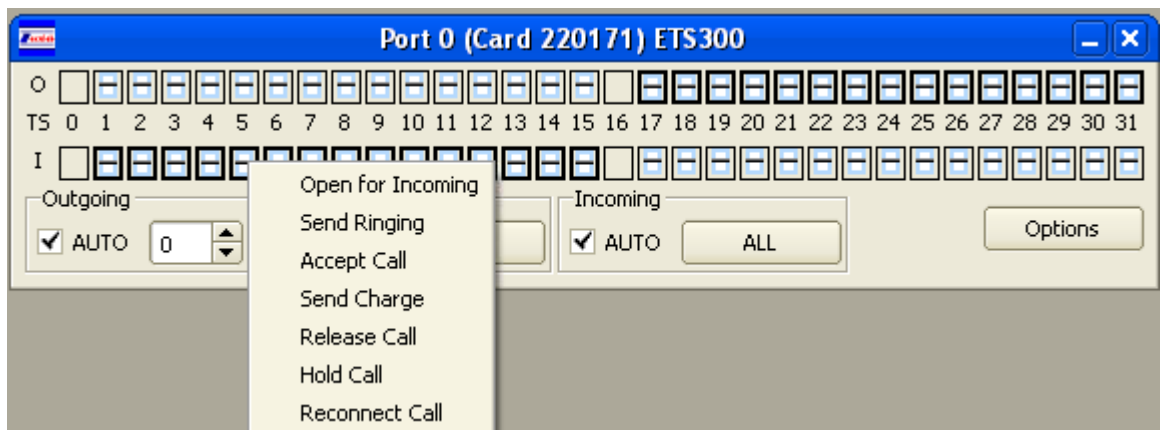 Port 0 (Card 220171) ETS300
O
TS 0 1 2 3 4 5 6 7 8 9 10 11 12 13 14 15 16 17 18 19 20 21 22 23 24 25 26 27 28 29 30 31
I
Outgoing
AUTO 0
Open for Incoming
Send Ringing
Accept Call
Send Charge
Release Call
Hold Call
Reconnect Call
Incoming
AUTO ALL
Options